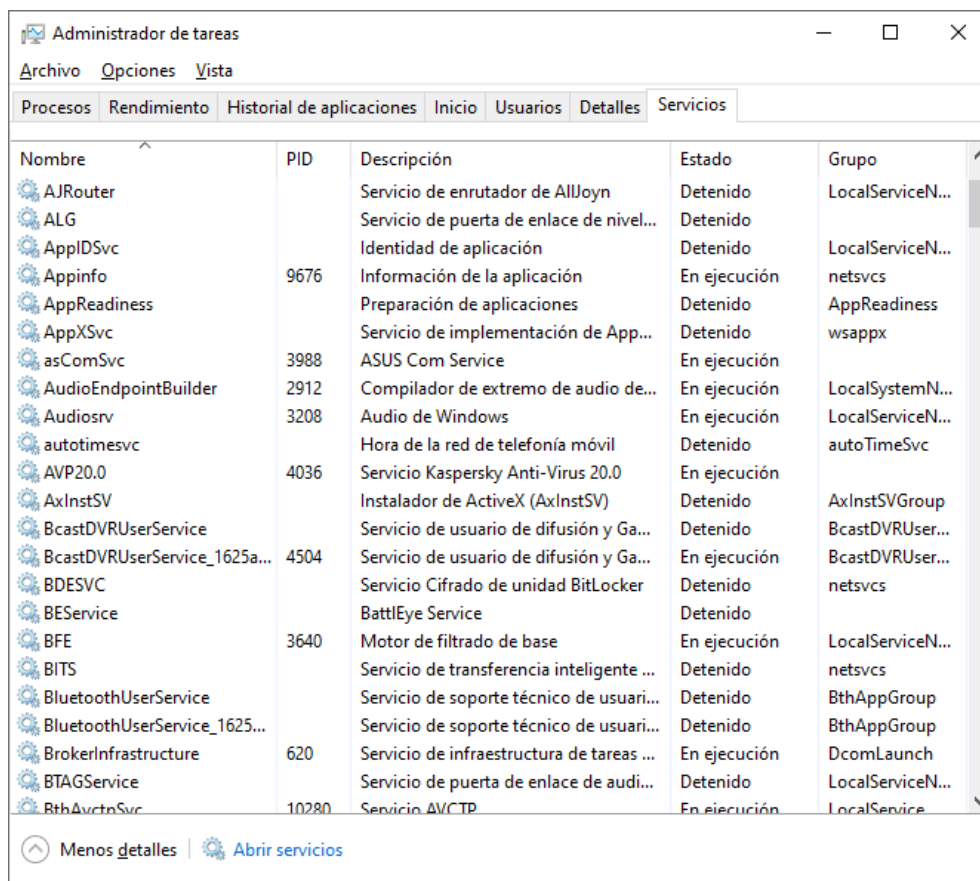 Administrador de tareas
Archivo Opciones Vista
Procesos Rendimiento Historial de aplicaciones Inicio Usuarios Detalles Servicios
Nombre PID Descripción Estado Grupo
AJRouter Servicio de enrutador de AllJoyn Detenido LocalServiceN...
ALG Servicio de puerta de enlace de nivel... Detenido
AppIDSvc Identidad de aplicación Detenido LocalServiceN...
Appinfo 9676 Información de la aplicación En ejecución netsvcs
AppReadiness Preparación de aplicaciones Detenido AppReadiness
AppXSvc Servicio de implementación de App... Detenido wsappx
asComSvc 3988 ASUS Com Service En ejecución
AudioEndpointBuilder 2912 Compilador de extremo de audio de... En ejecución LocalSystemN...
Audiosrv 3208 Audio de Windows En ejecución LocalServiceN...
autotimesvc Hora de la red de telefonía móvil Detenido autoTimeSvc
AVP20.0 4036 Servicio Kaspersky Anti-Virus 20.0 En ejecución
AxInstSV Instalador de ActiveX (AxInstSV) Detenido AxInstSVGroup
BcastDVRUserService Servicio de usuario de difusión y Ga... Detenido BcastDVRUser...
BcastDVRUserService_1625a... 4504 Servicio de usuario de difusión y Ga... En ejecución BcastDVRUser...
BDESVC Servicio Cifrado de unidad BitLocker Detenido netsvcs
BEService BattlEye Service Detenido
BFE 3640 Motor de filtrado de base En ejecución LocalServiceN...
BITS Servicio de transferencia inteligente ... Detenido netsvcs
BluetoothUserService Servicio de soporte técnico de usuari... Detenido BthAppGroup
BluetoothUserService_1625... Servicio de soporte técnico de usuari... Detenido BthAppGroup
BrokerInfrastructure 620 Servicio de infraestructura de tareas ... En ejecución DcomLaunch
BTAGService Servicio de puerta de enlace de audi... Detenido LocalServiceN...
BthAvctpSvc 10280 Servicio AVCTP En ejecución LocalService
Menos detalles Abrir servicios